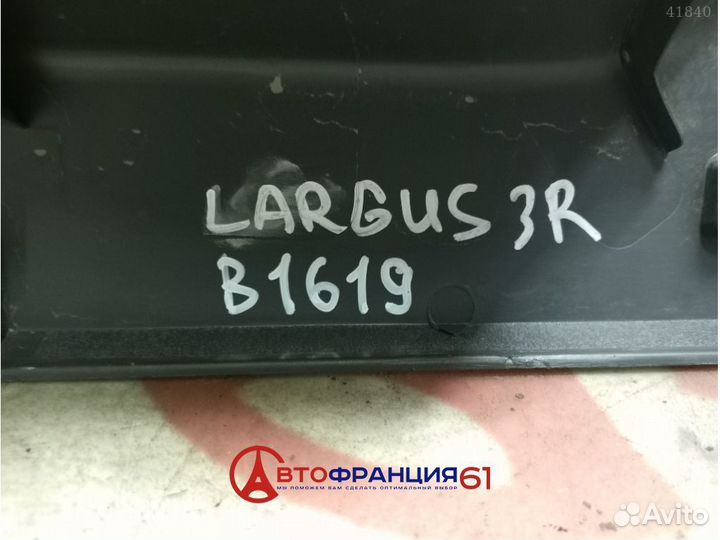 41840
LARGUS 3R
B1619
АВТОФРАНЦИЯ61
МЫ ПОМОЖЕМ ВАМ СДЕЛАТЬ ОПТИМАЛЬНЫЙ ВЫБОР
Avito